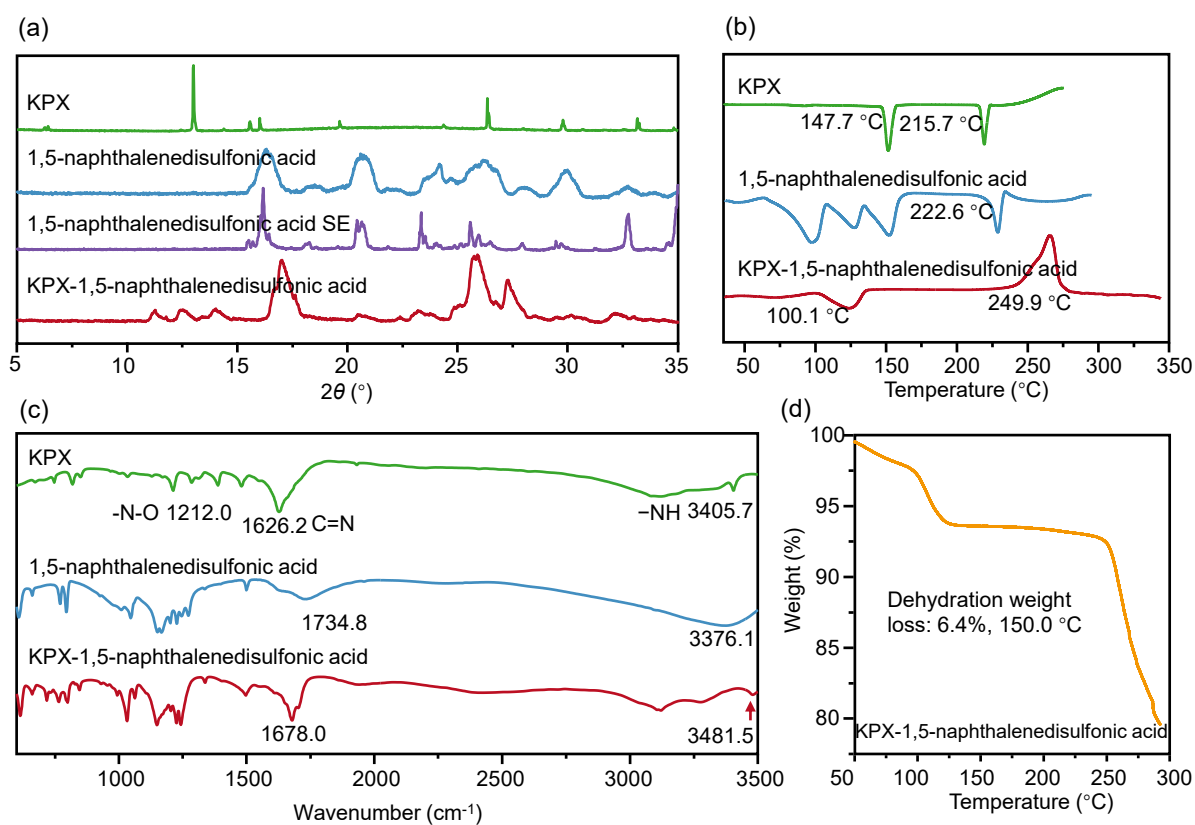 (a)
KPX
1,5-naphthalenedisulfonic acid
1,5-naphthalenedisulfonic acid SE
KPX-1,5-naphthalenedisulfonic acid
5 10 15 20 25 30 35
2θ (°)
(b)
KPX
147.7 °C 215.7 °C
1,5-naphthalenedisulfonic acid
222.6 °C
KPX-1,5-naphthalenedisulfonic acid
100.1 °C 249.9 °C
50 100 150 200 250 300 350
Temperature (°C)
(c)
KPX
-N-O 1212.0
1626.2 C=N
−NH 3405.7
1,5-naphthalenedisulfonic acid
1734.8
3376.1
KPX-1,5-naphthalenedisulfonic acid
1678.0
3481.5
1000 1500 2000 2500 3000 3500
Wavenumber (cm⁻¹)
(d)
100
95
90
85
80
Weight (%)
Dehydration weight
loss: 6.4%, 150.0 °C
KPX-1,5-naphthalenedisulfonic acid
50 100 150 200 250 300
Temperature (°C)